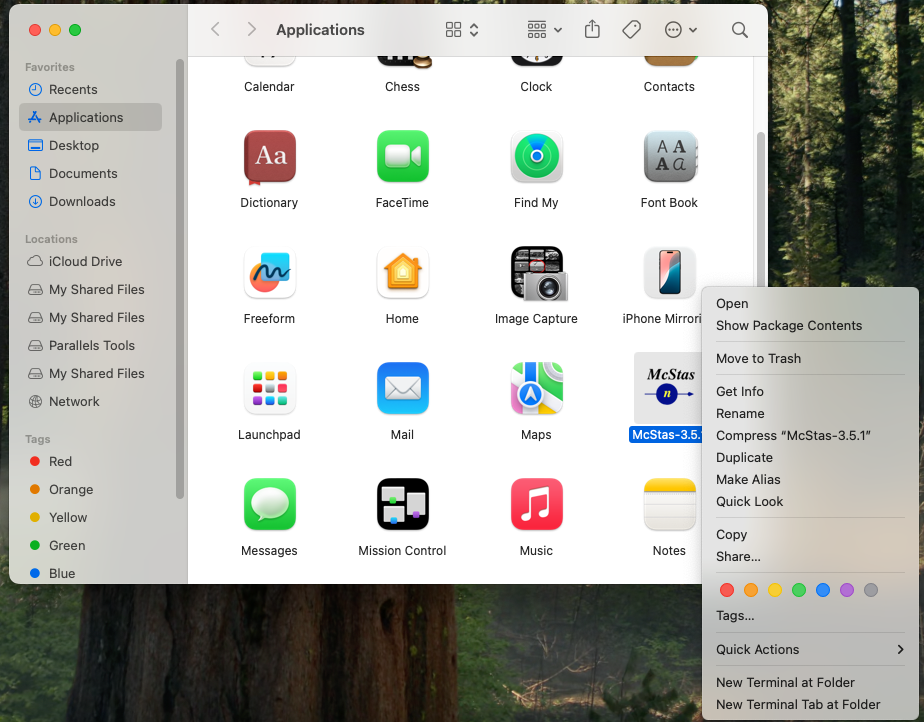 Applications
Favorites
Recents
Applications
Desktop
Documents
Downloads
Locations
iCloud Drive
My Shared Files
My Shared Files
Parallels Tools
My Shared Files
Network
Tags
Red
Orange
Yellow
Green
Blue
Calendar
Chess
Clock
Contacts
Aa
A A
A a
Dictionary
FaceTime
Find My
Font Book
Freeform
Home
Image Capture
iPhone Mirrori
McStas
n
Launchpad
Mail
Maps
McStas-3.5.1
Messages
Mission Control
Music
Notes
Open
Show Package Contents
Move to Trash
Get Info
Rename
Compress “McStas-3.5.1”
Duplicate
Make Alias
Quick Look
Copy
Share...
Tags...
Quick Actions
New Terminal at Folder
New Terminal Tab at Folder